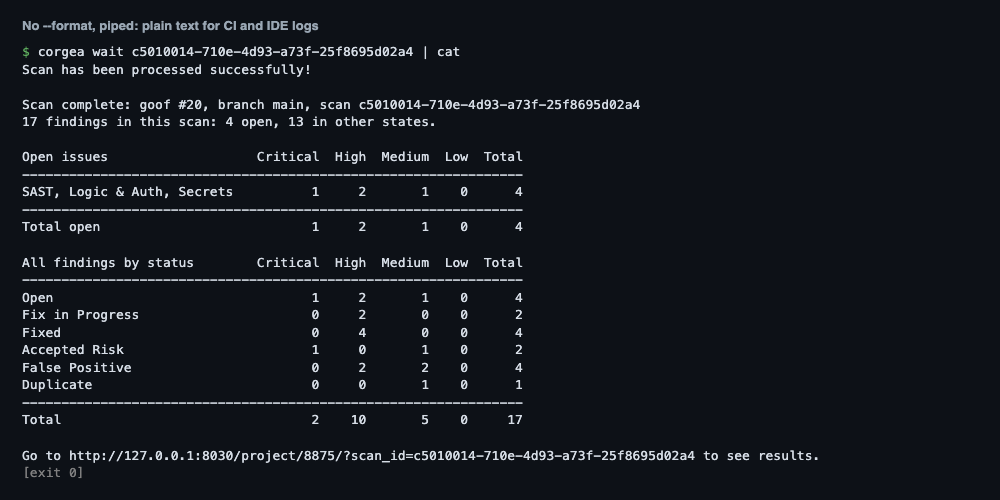 No --format, piped: plain text for CI and IDE logs
$ corgea wait c5010014-710e-4d93-a73f-25f8695d02a4 | cat
Scan has been processed successfully!
Scan complete: goof #20, branch main, scan c5010014-710e-4d93-a73f-25f8695d02a4
17 findings in this scan: 4 open, 13 in other states.
Open issues Critical High Medium Low Total
----------------------------------------------------------------
SAST, Logic & Auth, Secrets 1 2 1 0 4
----------------------------------------------------------------
Total open 1 2 1 0 4
All findings by status Critical High Medium Low Total
----------------------------------------------------------------
Open 1 2 1 0 4
Fix in Progress 0 2 0 0 2
Fixed 0 4 0 0 4
Accepted Risk 1 0 1 0 2
False Positive 0 2 2 0 4
Duplicate 0 0 1 0 1
----------------------------------------------------------------
Total 2 10 5 0 17
Go to http://127.0.0.1:8030/project/8875/?scan_id=c5010014-710e-4d93-a73f-25f8695d02a4 to see results.
[exit 0]